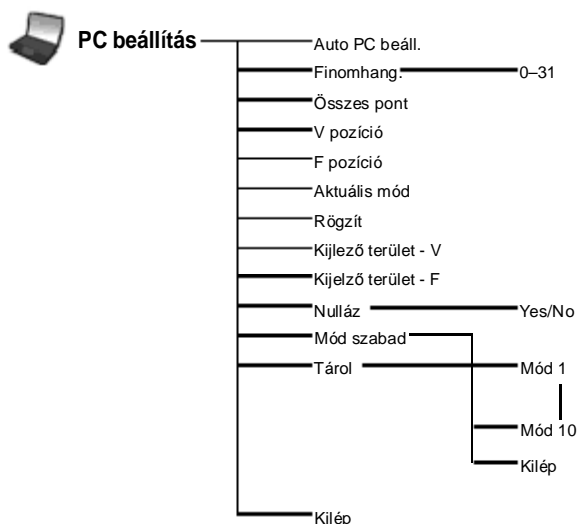 PC beállítás
Auto PC beáll.
Finomhang. 0–31
Összes pont
V pozíció
F pozíció
Aktuális mód
Rögzít
Kijlező terület - V
Kijelző terület - F
Nulláz Yes/No
Mód szabad
Tárol Mód 1
Mód 10
Kilép
Kilép